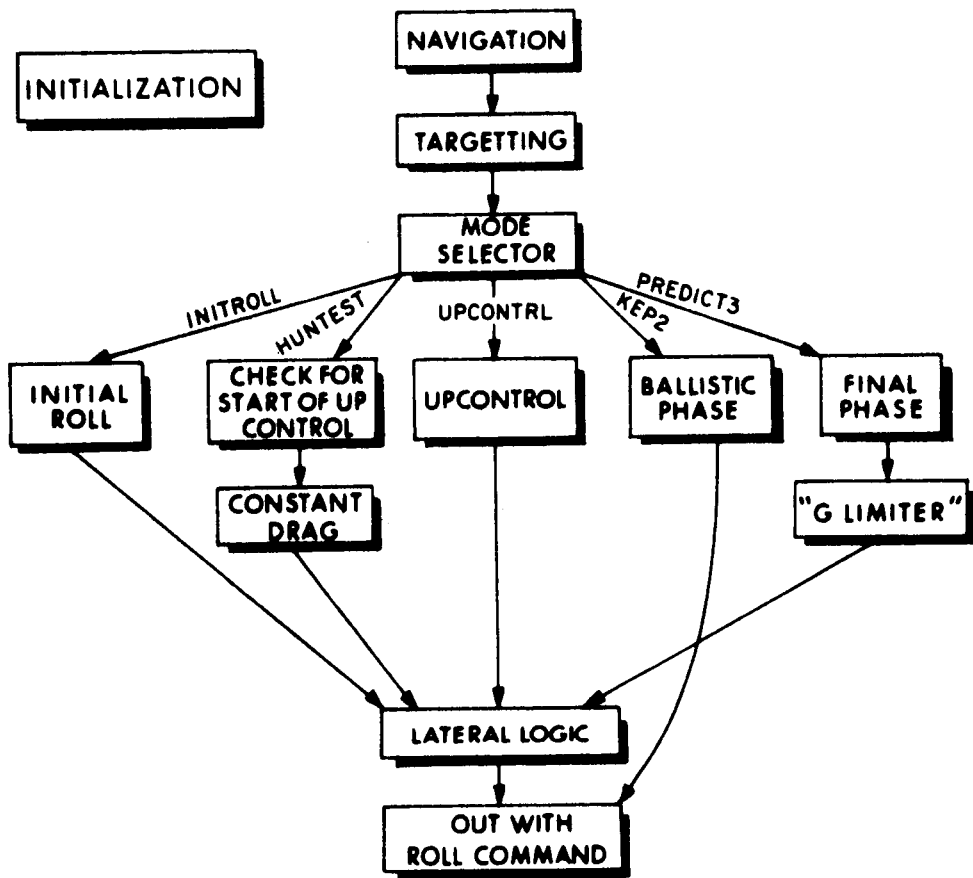 NAVIGATION
INITIALIZATION
TARGETTING
MODE
SELECTOR
INITROLL
HUNTEST
UPCONTRL
KEP2
PREDICT3
INITIAL
ROLL
CHECK FOR
START OF UP
CONTROL
UPCONTROL
BALLISTIC
PHASE
FINAL
PHASE
CONSTANT
DRAG
"G LIMITER"
LATERAL LOGIC
OUT WITH
ROLL COMMAND